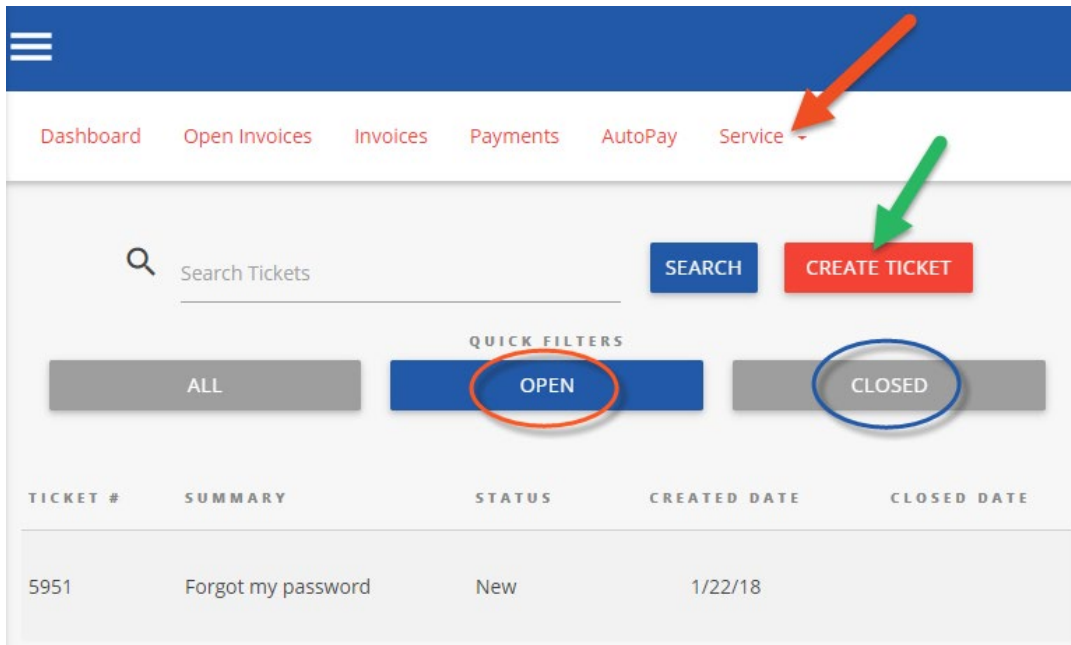 Dashboard Open Invoices Invoices Payments AutoPay Service
Search Tickets SEARCH CREATE TICKET
QUICK FILTERS
ALL OPEN CLOSED
TICKET # SUMMARY STATUS CREATED DATE CLOSED DATE
5951 Forgot my password New 1/22/18